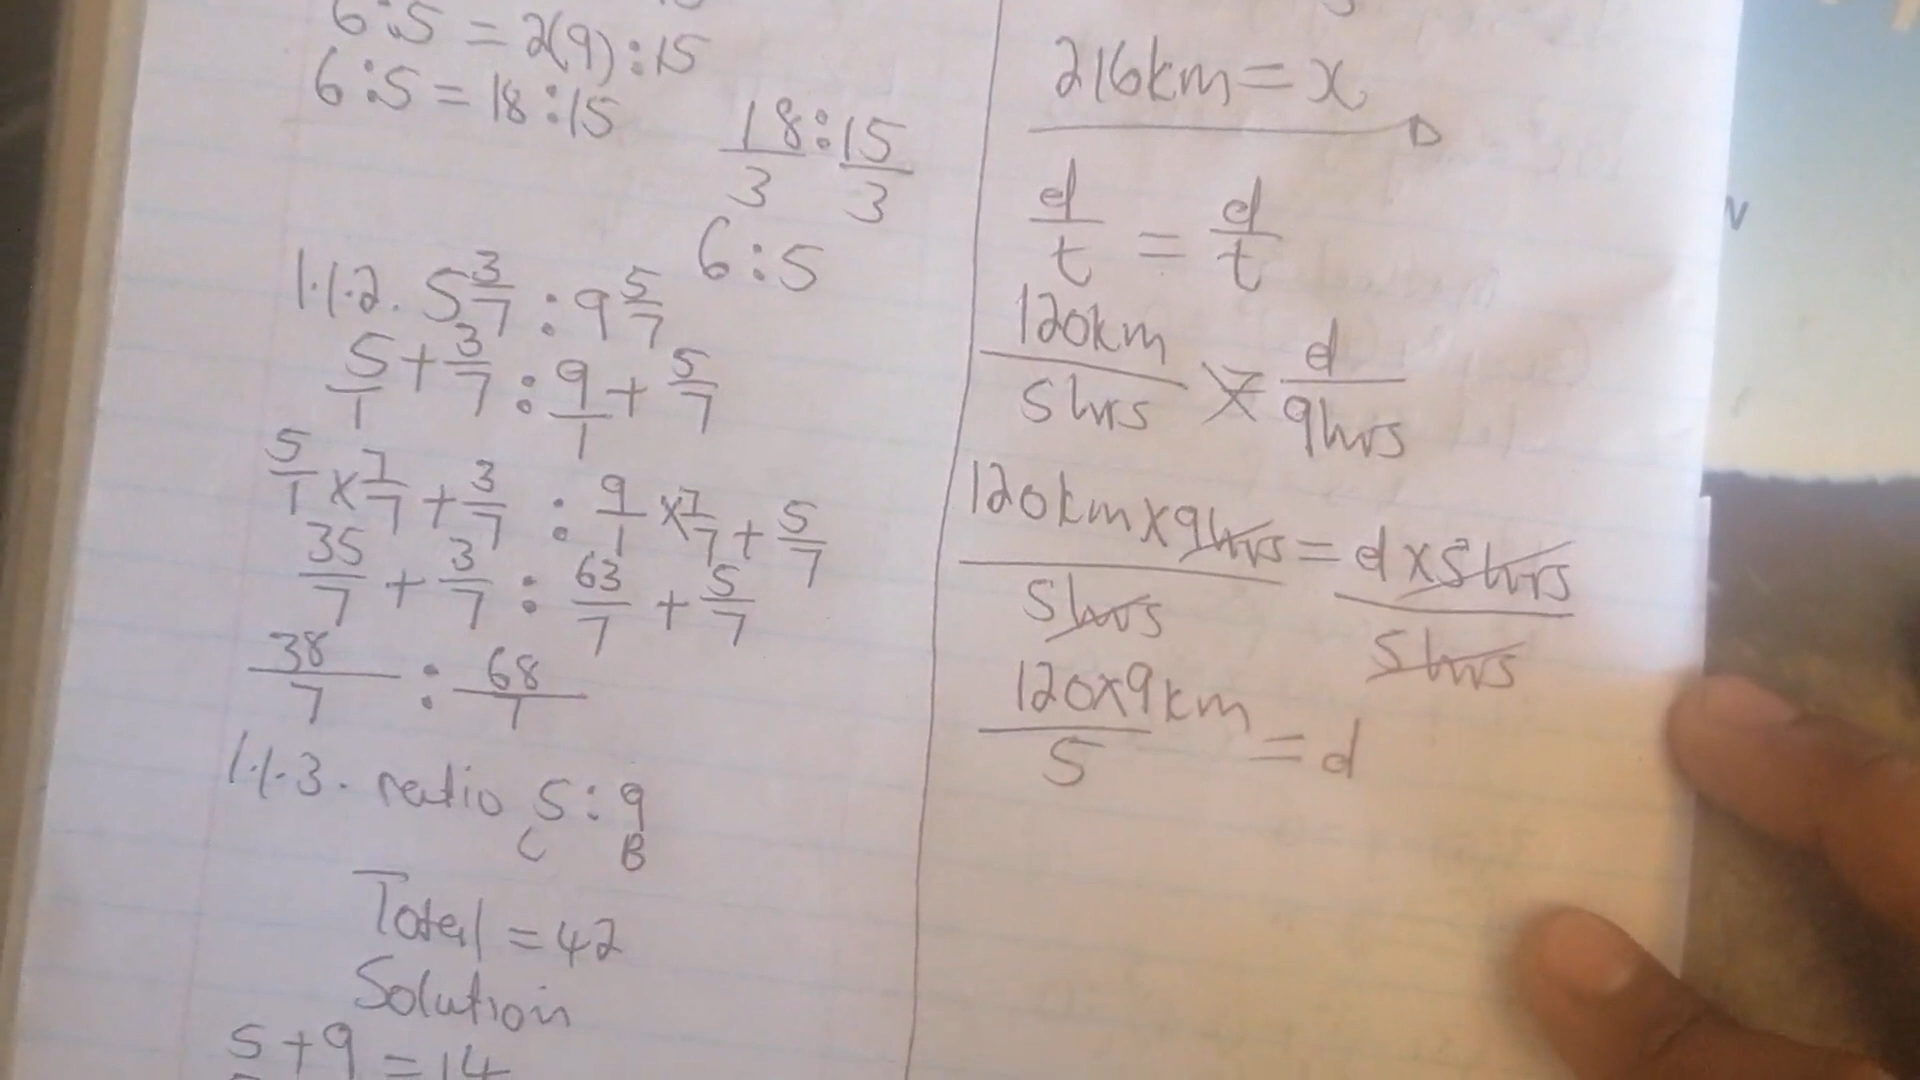 6:5 = 2(9):15
6:5 = 18:15
18:15
3 3
6:5
1.1.2. 5 3/7 : 9 5/7
5/1 + 3/7 : 9/1 + 5/7
5/1 × 7/7 + 3/7 : 9/1 × 7/7 + 5/7
35/7 + 3/7 : 63/7 + 5/7
38/7 : 68/7
1.1.3. ratio 5:9
C B
Total = 42
Solution
5+9 = 14
216km = x
d/t = d/t
120km/5hrs = d/9hrs
120km×9hrs/5hrs = d×5hrs/5hrs
120×9km/5 = d